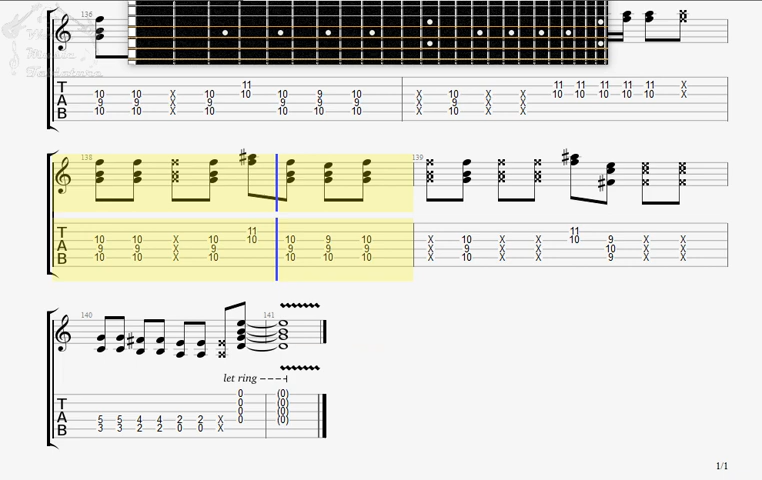 136
T
A
B
10 10 X 10 11 10 10 10
9 9 X 9 10 9 9 9
10 10 X 10 10 10 10
X 10 X X 11 11 11 11 11 X
X 9 X X 10 10 10 10 10 X
X 10 X X
138
139
T
A
B
11 11
10 10 X 10 10 10 9 10 X 10 X X 10 10 X X
9 9 X 9 9 9 9 X 9 X X 9 X X
10 10 X 10 10 10 10 X 10 X X 9 X X
140
141
let ring
T
A
B
0 (0)
0 (0)
0 (0)
5 5 4 4 2 2 X 0 (0)
3 3 2 2 0 0 X
1/1